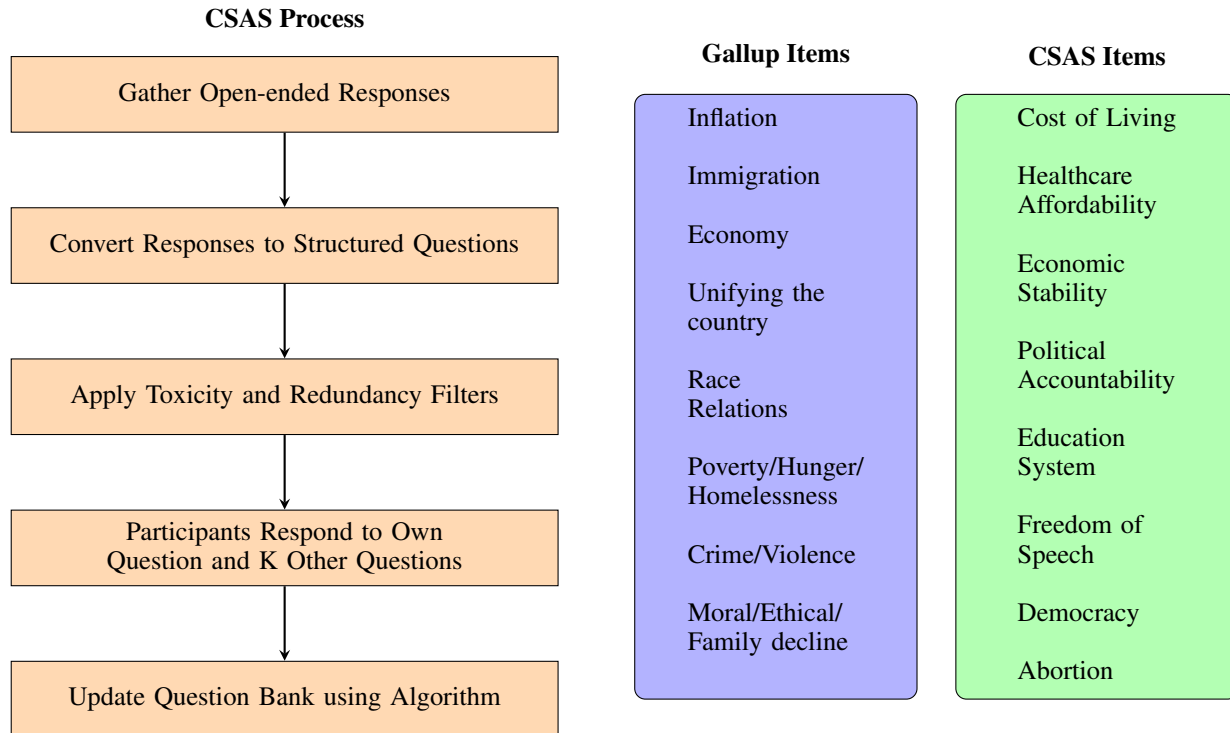 CSAS Process
Gather Open-ended Responses
Convert Responses to Structured Questions
Apply Toxicity and Redundancy Filters
Participants Respond to Own
Question and K Other Questions
Update Question Bank using Algorithm
Gallup Items
Inflation
Immigration
Economy
Unifying the
country
Race
Relations
Poverty/Hunger/
Homelessness
Crime/Violence
Moral/Ethical/
Family decline
CSAS Items
Cost of Living
Healthcare
Affordability
Economic
Stability
Political
Accountability
Education
System
Freedom of
Speech
Democracy
Abortion